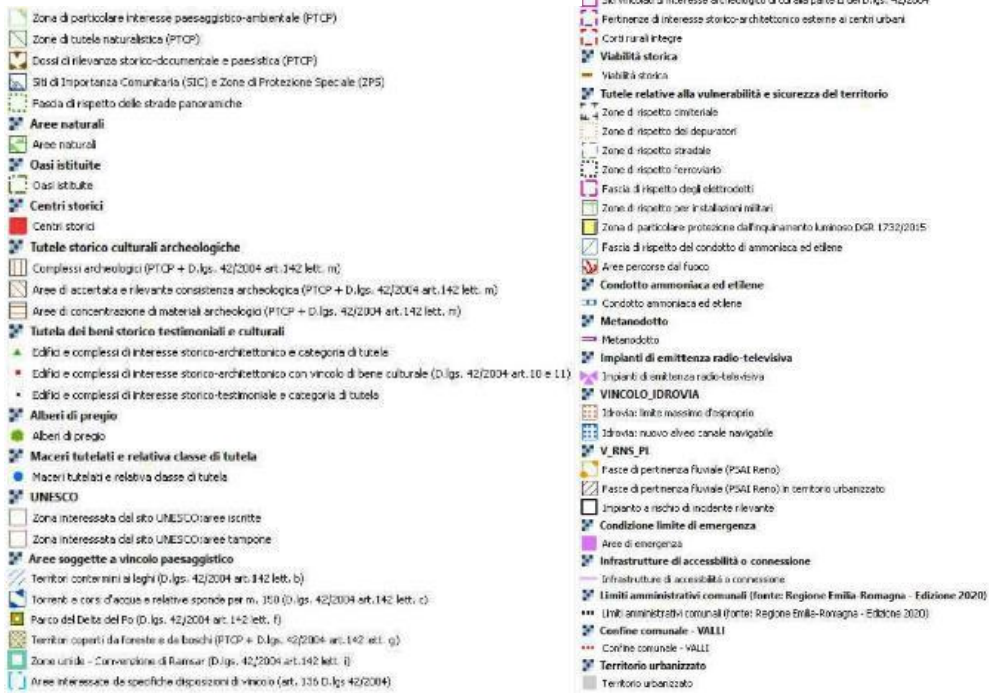 Zona di particolare interesse paesaggistico-ambientale (PTCP)
Zone di tutela naturalistica (PTCP)
Dossi di rilevanza storico-documentale e paesistica (PTCP)
Siti di Importanza Comunitaria (SIC) e Zone di Protezione Speciale (ZPS)
Fascia di rispetto delle strade panoramiche
Aree naturali
Aree naturali
Oasi istituite
Oasi istituite
Centri storici
Centri storici
Tutele storico culturali archeologiche
Complessi archeologici (PTCP + D.lgs. 42/2004 art.142 lett. m)
Aree di accertata e rilevante consistenza archeologica (PTCP + D.lgs. 42/2004 art.142 lett. m)
Aree di concentrazione di materiali archeologici (PTCP + D.lgs. 42/2004 art.142 lett. m)
Tutela dei beni storico testimoniali e culturali
Edifici e complessi di interesse storico-architettonico e categoria di tutela
Edifici e complessi di interesse storico-architettonico con vincolo di bene culturale (D.lgs. 42/2004 art.10 e 11)
Edifici e complessi di interesse storico-testimoniale e categoria di tutela
Alberi di pregio
Alberi di pregio
Maceri tutelati e relativa classe di tutela
Maceri tutelati e relativa classe di tutela
UNESCO
Zona interessata dal sito UNESCO:aree iscritte
Zona interessata dal sito UNESCO:aree tampone
Aree soggette a vincolo paesaggistico
Territori contermini ai laghi (D.lgs. 42/2004 art.142 lett. b)
Torrenti e corsi d'acqua e relative sponde per m. 150 (D.lgs. 42/2004 art.142 lett. c)
Parco del Delta del Po (D.lgs. 42/2004 art.142 lett. f)
Territori coperti da foreste e da boschi (PTCP + D.lgs. 42/2004 art.142 lett. g)
Zone umide - Convenzione di Ramsar (D.lgs. 42/2004 art.142 lett. i)
Aree interessate da specifiche disposizioni di vincolo (art. 136 D.lgs 42/2004)
Siti vincolati di interesse archeologico di cui alla parte II del D.lgs. 42/2004
Pertinenze di interesse storico-architettonico esterne ai centri urbani
Corti rurali integre
Viabilità storica
Viabilità storica
Tutele relative alla vulnerabilità e sicurezza del territorio
Zone di rispetto cimiteriale
Zone di rispetto dei depuratori
Zone di rispetto stradale
Zone di rispetto ferroviario
Fascia di rispetto degli elettrodotti
Zone di rispetto per installazioni militari
Zona di particolare protezione dall'inquinamento luminoso DGR 1732/2015
Fascia di rispetto del condotto di ammoniaca ed etilene
Aree percorse dal fuoco
Condotto ammoniaca ed etilene
Condotto ammoniaca ed etilene
Metanodotto
Metanodotto
Impianti di emittenza radio-televisiva
Impianti di emittenza radio-televisiva
VINCOLO_IDROVIA
Idrovia: limite massimo d'esproprio
Idrovia: nuovo alveo canale navigabile
V_RNS_PL
Fasce di pertinenza fluviale (PSAI Reno)
Fasce di pertinenza fluviale (PSAI Reno) in territorio urbanizzato
Impianto a rischio di incidente rilevante
Condizione limite di emergenza
Aree di emergenza
Infrastrutture di accessbilità o connessione
Infrastrutture di accessbilità o connessione
Limiti amministrativi comunali (fonte: Regione Emilia-Romagna - Edizione 2020)
Limiti amministrativi comunali (fonte: Regione Emilia-Romagna - Edizione 2020)
Confine comunale - VALLI
Confine comunale - VALLI
Territorio urbanizzato
Territorio urbanizzato